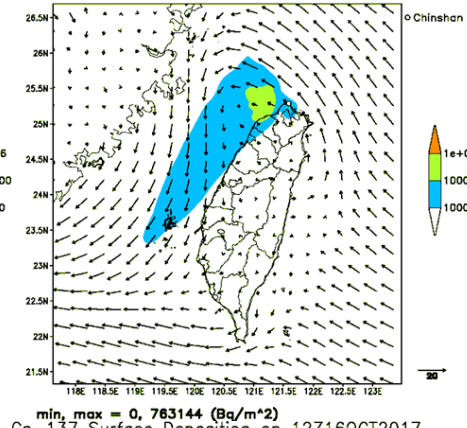 26.5N
Chinshan
26N
25.5N
25N
24.5N
24N
23.5N
23N
22.5N
22N
21.5N
118E 118.5E 119E 119.5E 120E 120.5E 121E 121.5E 122E 122.5E 123E
20
min, max = 0, 763144 (Bq/m^2)